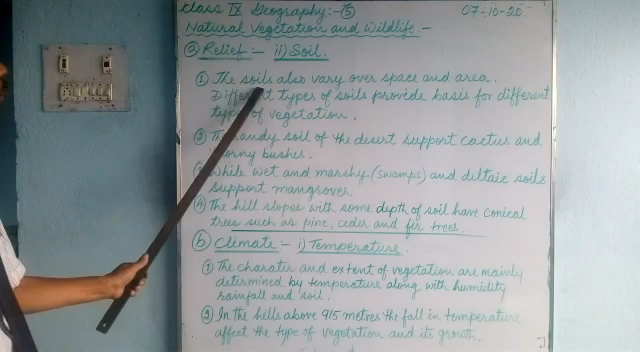 Class IX Geography:-(5) 07-10-20
Natural Vegetation and Wildlife:-
(a) Relief:- ii) Soil.
(1) The soils also vary over space and area.
Different types of soils provide basis for different
types of vegetation.
sandy soil of the desert support cactus and
thorny bushes.
While wet and marshy (swamps) and deltaic soils
support mangroves.
(4) The hill slopes with some depth of soil have conical
trees such as pine, ceder and fir trees.
(b) Climate:- i) Temperature.
(1) The charater and extent of vegetation are mainly
determined by temperature along with humidity
rainfall and soil.
(2) In the hills above 915 metres the fall in temperature
affect the type of vegetation and its growth.